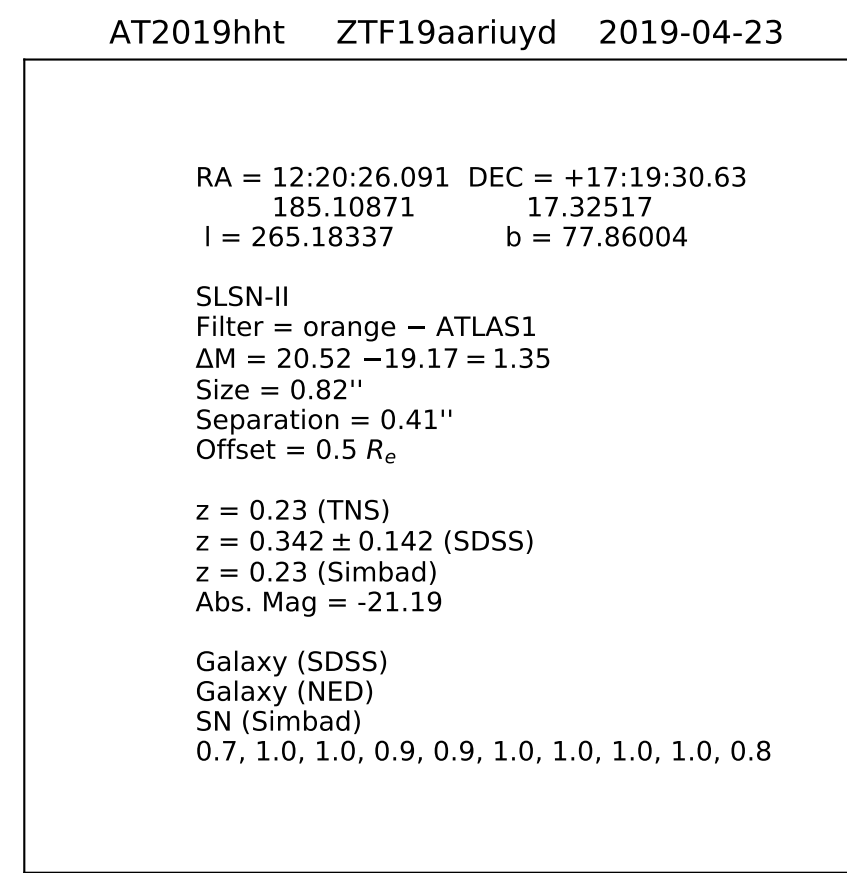 AT2019hht ZTF19aariuyd 2019-04-23
RA = 12:20:26.091 DEC = +17:19:30.63
185.10871 17.32517
l = 265.18337 b = 77.86004
SLSN-II
Filter = orange − ATLAS1
ΔM = 20.52 −19.17 = 1.35
Size = 0.82''
Separation = 0.41''
Offset = 0.5 Rₑ
z = 0.23 (TNS)
z = 0.342 ± 0.142 (SDSS)
z = 0.23 (Simbad)
Abs. Mag = -21.19
Galaxy (SDSS)
Galaxy (NED)
SN (Simbad)
0.7, 1.0, 1.0, 0.9, 0.9, 1.0, 1.0, 1.0, 1.0, 0.8